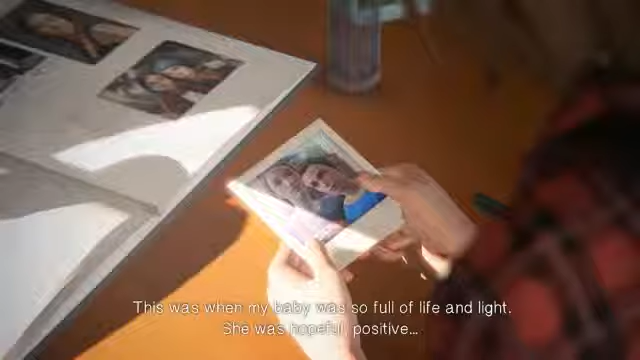 This was when my baby was so full of life and light.
She was hopeful, positive...